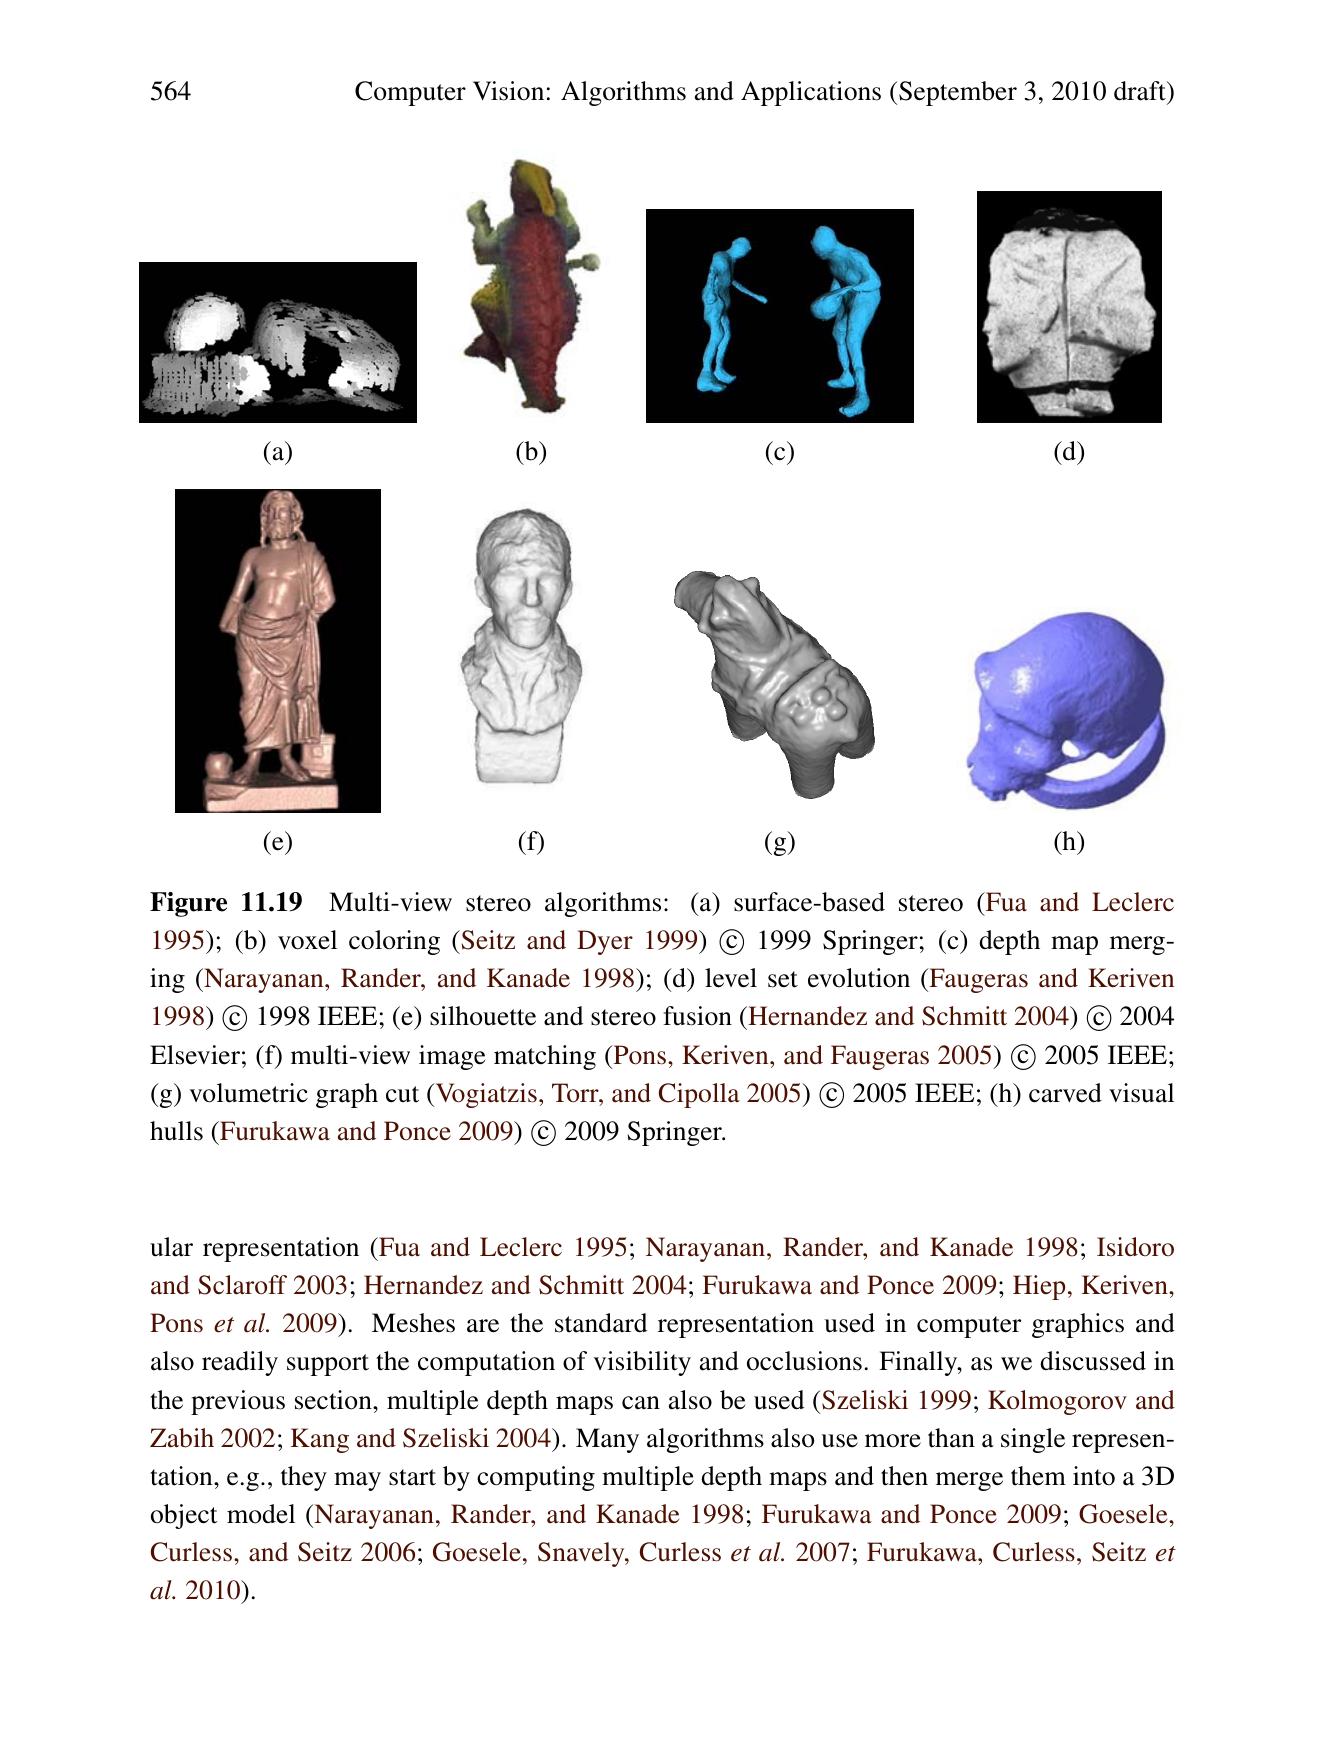 564
Computer Vision: Algorithms and Applications (September 3, 2010 draft)
(a)
(b)
(c)
(d)
(e)
(f)
(g)
(h)
Figure 11.19 Multi-view stereo algorithms: (a) surface-based stereo (Fua and Leclerc
1995); (b) voxel coloring (Seitz and Dyer 1999) © 1999 Springer; (c) depth map merg-
ing (Narayanan, Rander, and Kanade 1998); (d) level set evolution (Faugeras and Keriven
1998) © 1998 IEEE; (e) silhouette and stereo fusion (Hernandez and Schmitt 2004) © 2004
Elsevier; (f) multi-view image matching (Pons, Keriven, and Faugeras 2005) © 2005 IEEE;
(g) volumetric graph cut (Vogiatzis, Torr, and Cipolla 2005) © 2005 IEEE; (h) carved visual
hulls (Furukawa and Ponce 2009) © 2009 Springer.
ular representation (Fua and Leclerc 1995; Narayanan, Rander, and Kanade 1998; Isidoro
and Sclaroff 2003; Hernandez and Schmitt 2004; Furukawa and Ponce 2009; Hiep, Keriven,
Pons et al. 2009). Meshes are the standard representation used in computer graphics and
also readily support the computation of visibility and occlusions. Finally, as we discussed in
the previous section, multiple depth maps can also be used (Szeliski 1999; Kolmogorov and
Zabih 2002; Kang and Szeliski 2004). Many algorithms also use more than a single represen-
tation, e.g., they may start by computing multiple depth maps and then merge them into a 3D
object model (Narayanan, Rander, and Kanade 1998; Furukawa and Ponce 2009; Goesele,
Curless, and Seitz 2006; Goesele, Snavely, Curless et al. 2007; Furukawa, Curless, Seitz et
al. 2010).